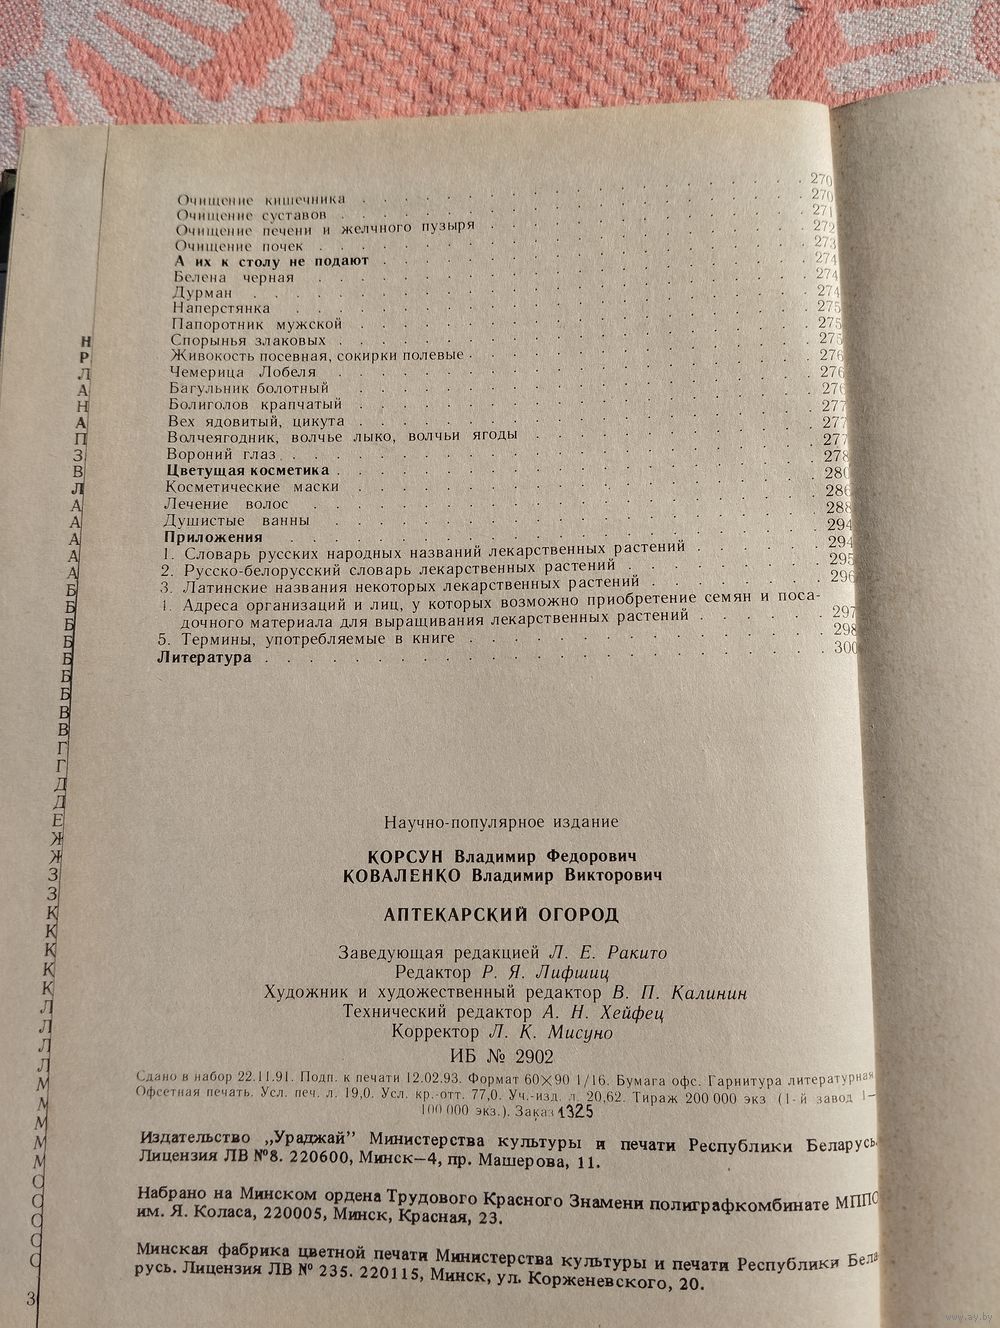 Очищение кишечника . . . 270
Очищение суставов . . . 270
Очищение печени и желчного пузыря . . . 271
Очищение почек . . . 272
А их к столу не подают . . . 273
Белена черная . . . 274
Дурман . . . 274
Наперстянка . . . 274
Папоротник мужской . . . 275
Спорынья злаковых . . . 275
Живокость посевная, сокирки полевые . . . 275
Чемерица Лобеля . . . 276
Багульник болотный . . . 276
Болиголов крапчатый . . . 276
Вех ядовитый, цикута . . . 277
Волчеягодник, волчье лыко, волчьи ягоды . . . 277
Вороний глаз . . . 277
Цветущая косметика . . . 278
Косметические маски . . . 280
Лечение волос . . . 286
Душистые ванны . . . 288
Приложения . . . 294
1. Словарь русских народных названий лекарственных растений . . . 294
2. Русско-белорусский словарь лекарственных растений . . . 295
3. Латинские названия некоторых лекарственных растений . . . 296
4. Адреса организаций и лиц, у которых возможно приобретение семян и поса-
дочного материала для выращивания лекарственных растений . . . 297
5. Термины, употребляемые в книге . . . 298
Литература . . . 300
Научно-популярное издание
КОРСУН Владимир Федорович
КОВАЛЕНКО Владимир Викторович
АПТЕКАРСКИЙ ОГОРОД
Заведующая редакцией Л. Е. Ракито
Редактор Р. Я. Лифшиц
Художник и художественный редактор В. П. Калинин
Технический редактор А. Н. Хейфец
Корректор Л. К. Мисуно
ИБ № 2902
Сдано в набор 22.11.91. Подп. к печати 12.02.93. Формат 60×90 1/16. Бумага офс. Гарнитура литературная
Офсетная печать. Усл. печ. л. 19,0. Усл. кр.-отт. 77,0. Уч.-изд. л. 20,62. Тираж 200 000 экз (1-й завод 1—
100 000 экз.). Заказ 1325
Издательство „Ураджай” Министерства культуры и печати Республики Беларусь.
Лицензия ЛВ №8. 220600, Минск—4, пр. Машерова, 11.
Набрано на Минском ордена Трудового Красного Знамени полиграфкомбинате МППО
им. Я. Коласа, 220005, Минск, Красная, 23.
Минская фабрика цветной печати Министерства культуры и печати Республики Бела-
русь. Лицензия ЛВ № 235. 220115, Минск, ул. Корженевского, 20.
Н
Р
Л
А
Н
А
П
З
В
Л
А
А
А
А
А
Б
Б
Б
Б
Б
Б
Б
В
В
Г
Г
Д
Д
Е
Ж
Ж
З
З
К
К
К
К
К
Л
Л
Л
Л
М
М
М
М
М
О
О
О
О
О
3
www.ay.by